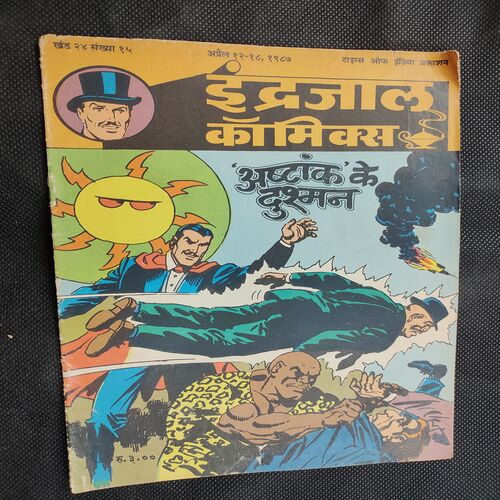 खंड २४ संख्या १५
अप्रैल १२-१८, १९८७
टाइम्स ऑफ इंडिया प्रकाशन
इंद्रजाल
कॉमिक्स
'अष्टांक' के
दुश्मन
रु. ३.००